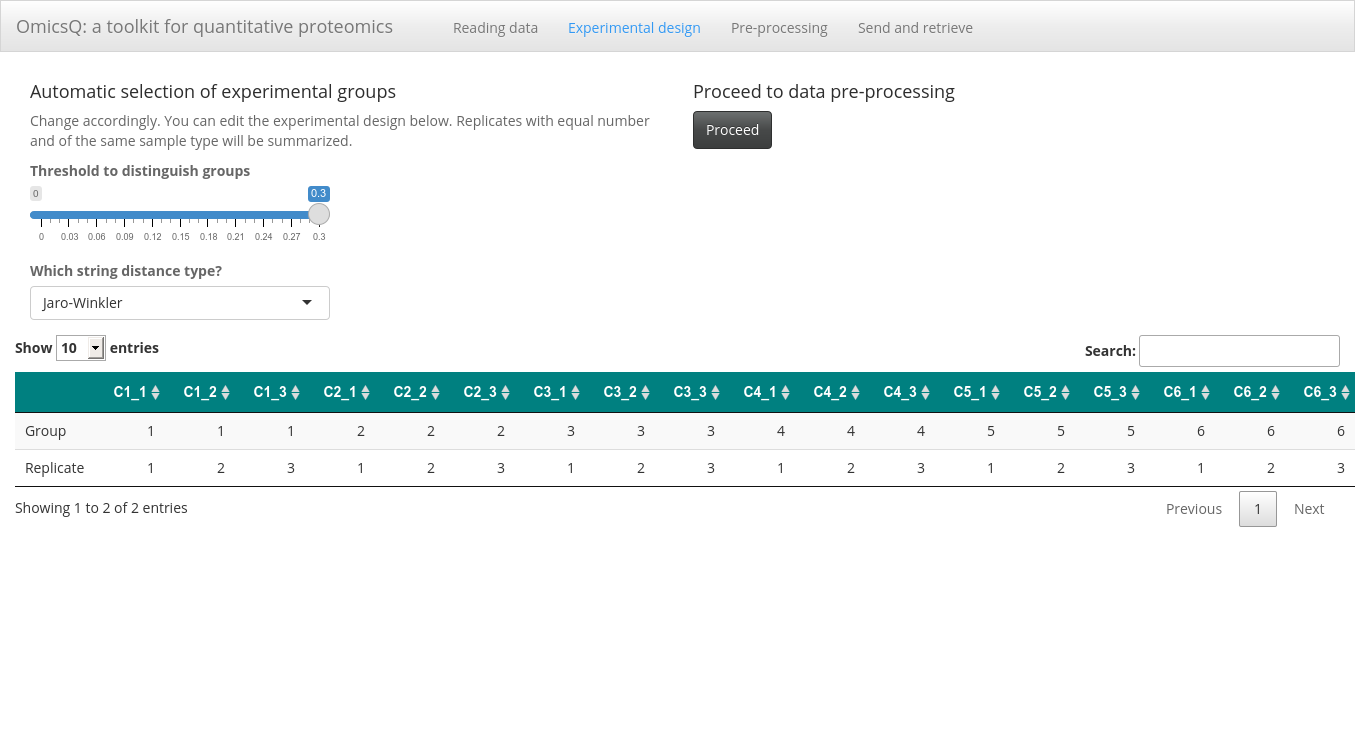 OmicsQ: a toolkit for quantitative proteomics Reading data Experimental design Pre-processing Send and retrieve
Automatic selection of experimental groups
Change accordingly. You can edit the experimental design below. Replicates with equal number
and of the same sample type will be summarized.
Threshold to distinguish groups
0 0.3
0 0.03 0.06 0.09 0.12 0.15 0.18 0.21 0.24 0.27 0.3
Which string distance type?
Jaro-Winkler
Proceed to data pre-processing
Proceed
Show 10 entries
Search:
C1_1 C1_2 C1_3 C2_1 C2_2 C2_3 C3_1 C3_2 C3_3 C4_1 C4_2 C4_3 C5_1 C5_2 C5_3 C6_1 C6_2 C6_3
Group 1 1 1 2 2 2 3 3 3 4 4 4 5 5 5 6 6 6
Replicate 1 2 3 1 2 3 1 2 3 1 2 3 1 2 3 1 2 3
Showing 1 to 2 of 2 entries
Previous 1 Next